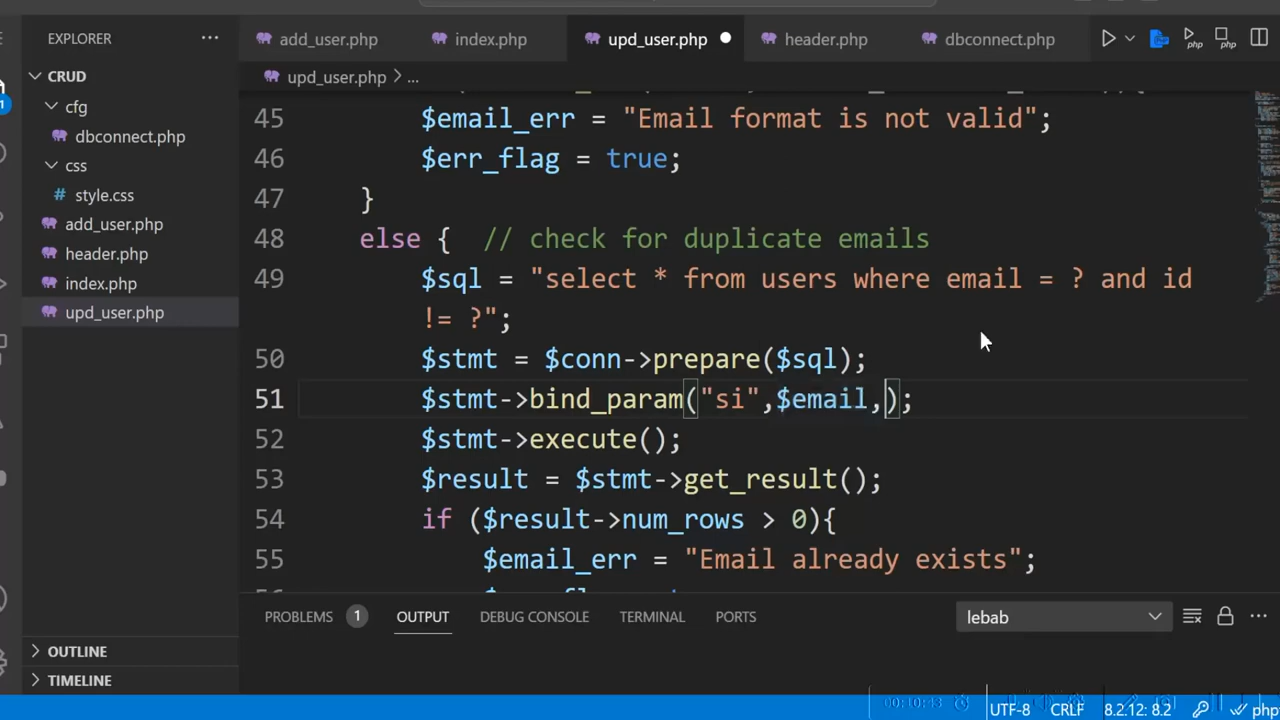 EXPLORER ···
add_user.php index.php upd_user.php header.php dbconnect.php
CRUD
upd_user.php > ...
cfg
dbconnect.php
css
style.css
add_user.php
header.php
index.php
upd_user.php
45 $email_err = "Email format is not valid";
46 $err_flag = true;
47 }
48 else { // check for duplicate emails
49 $sql = "select * from users where email = ? and id
!= ?";
50 $stmt = $conn->prepare($sql);
51 $stmt->bind_param("si",$email,);
52 $stmt->execute();
53 $result = $stmt->get_result();
54 if ($result->num_rows > 0){
55 $email_err = "Email already exists";
PROBLEMS 1 OUTPUT DEBUG CONSOLE TERMINAL PORTS lebab
OUTLINE
TIMELINE
00:10:43 UTF-8 CRLF 8.2.12: 8.2 php